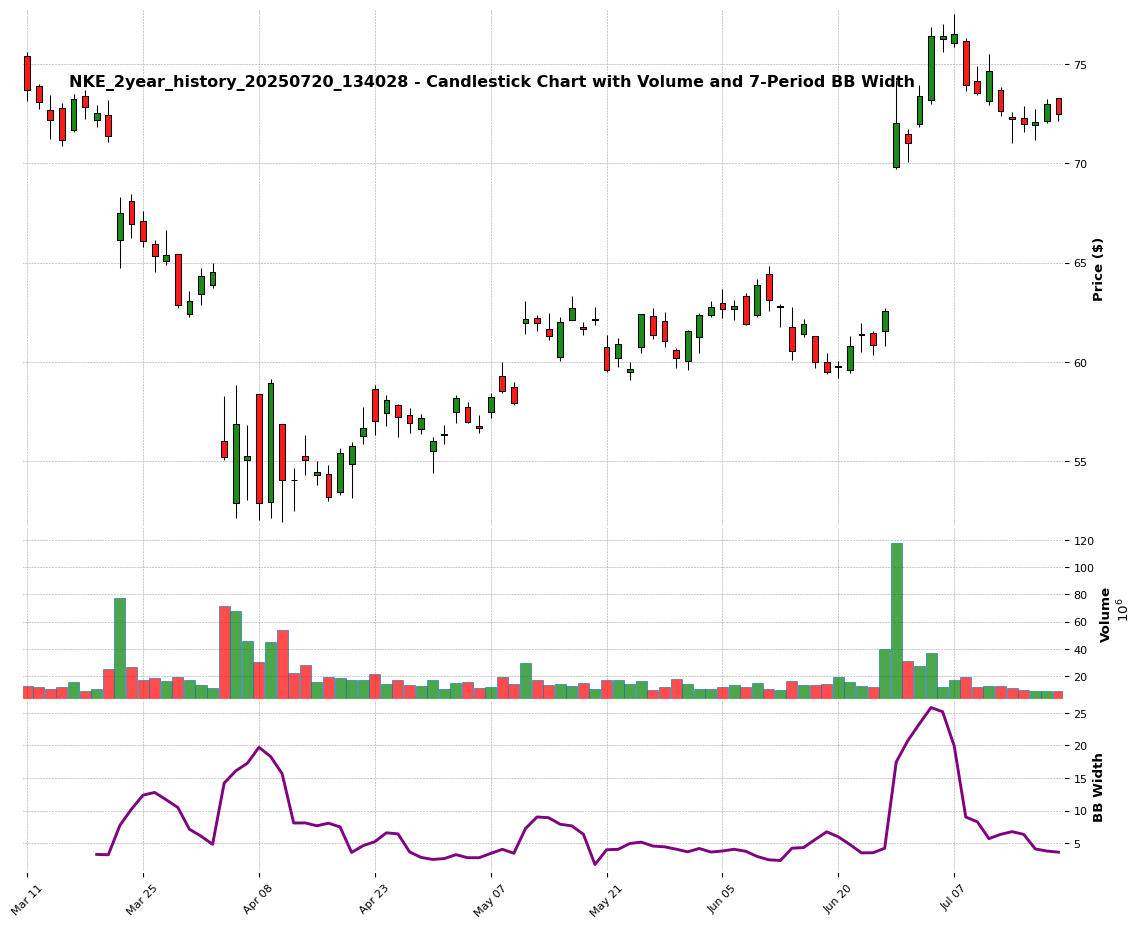 NKE_2year_history_20250720_134028 - Candlestick Chart with Volume and 7-Period BB Width
75
70
65
60
55
Price ($)
120
100
80
60
40
20
Volume
10^6
25
20
15
10
5
BB Width
Mar 11
Mar 25
Apr 08
Apr 23
May 07
May 21
Jun 05
Jun 20
Jul 07